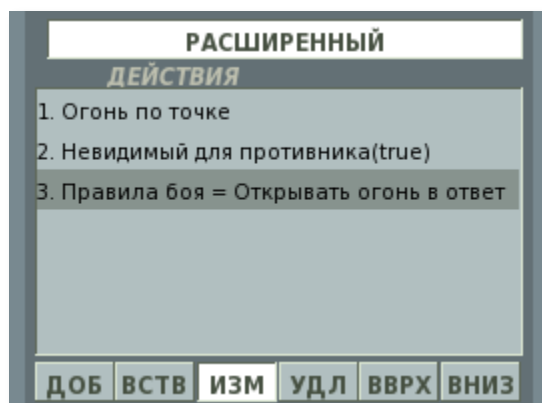 РАСШИРЕННЫЙ
ДЕЙСТВИЯ
1. Огонь по точке
2. Невидимый для противника(true)
3. Правила боя = Открывать огонь в ответ
ДОБ ВСТВ ИЗМ УДЛ ВВРХ ВНИЗ